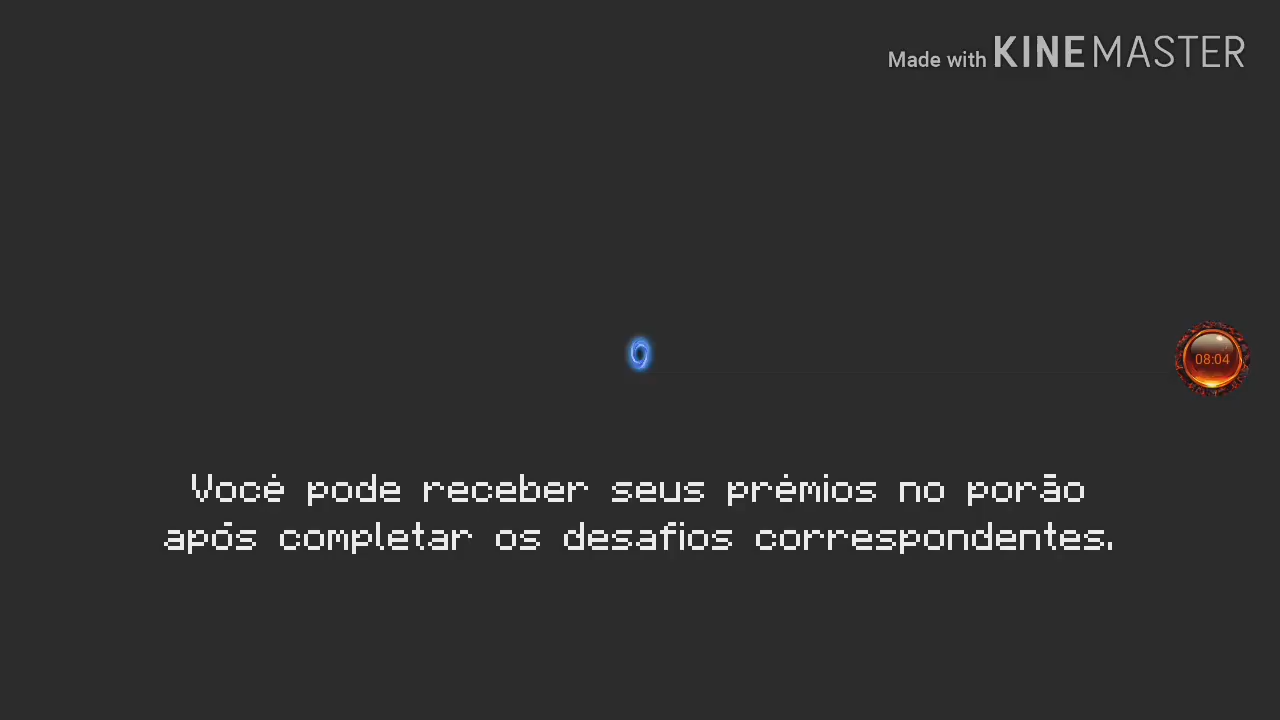 Made with KINEMASTER
08:04
Você pode receber seus prêmios no porão
após completar os desafios correspondentes.